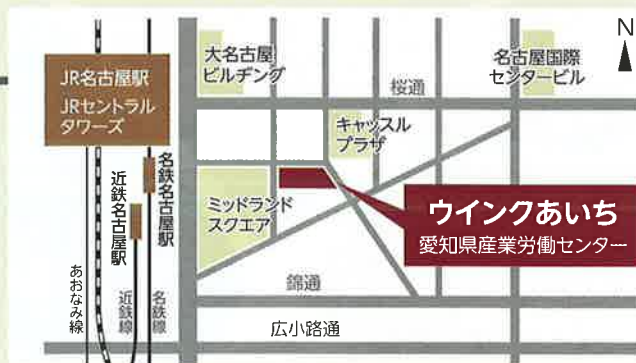 N
大名古屋
ビルヂング
名古屋国際
センタービル
JR名古屋駅
JRセントラル
タワーズ
桜通
キャッスル
プラザ
名鉄名古屋駅
近鉄名古屋駅
ミッドランド
スクエア
ウインクあいち
愛知県産業労働センター
あおなみ線
近鉄線
名鉄線
錦通
広小路通